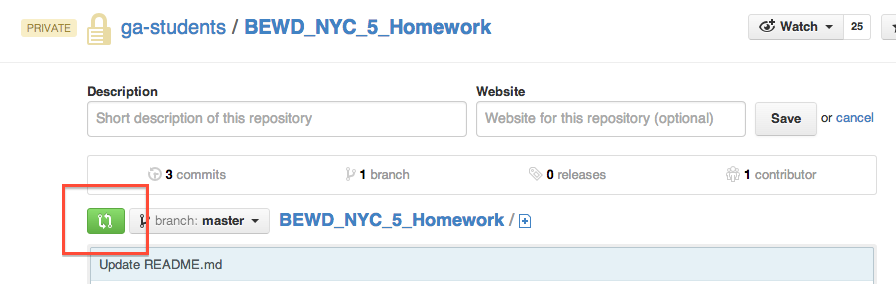 PRIVATE ga-students / BEWD_NYC_5_Homework Watch 25
Description Website
Short description of this repository Website for this repository (optional) Save or cancel
3 commits 1 branch 0 releases 1 contributor
branch: master BEWD_NYC_5_Homework /
Update README.md